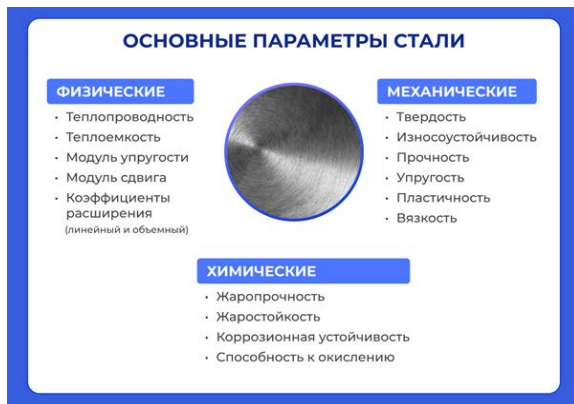 ОСНОВНЫЕ ПАРАМЕТРЫ СТАЛИ
ФИЗИЧЕСКИЕ
· Теплопроводность
· Теплоемкость
· Модуль упругости
· Модуль сдвига
· Коэффициенты
расширения
(линейный и объемный)
МЕХАНИЧЕСКИЕ
· Твердость
· Износоустойчивость
· Прочность
· Упругость
· Пластичность
· Вязкость
ХИМИЧЕСКИЕ
· Жаропрочность
· Жаростойкость
· Коррозионная устойчивость
· Способность к окислению